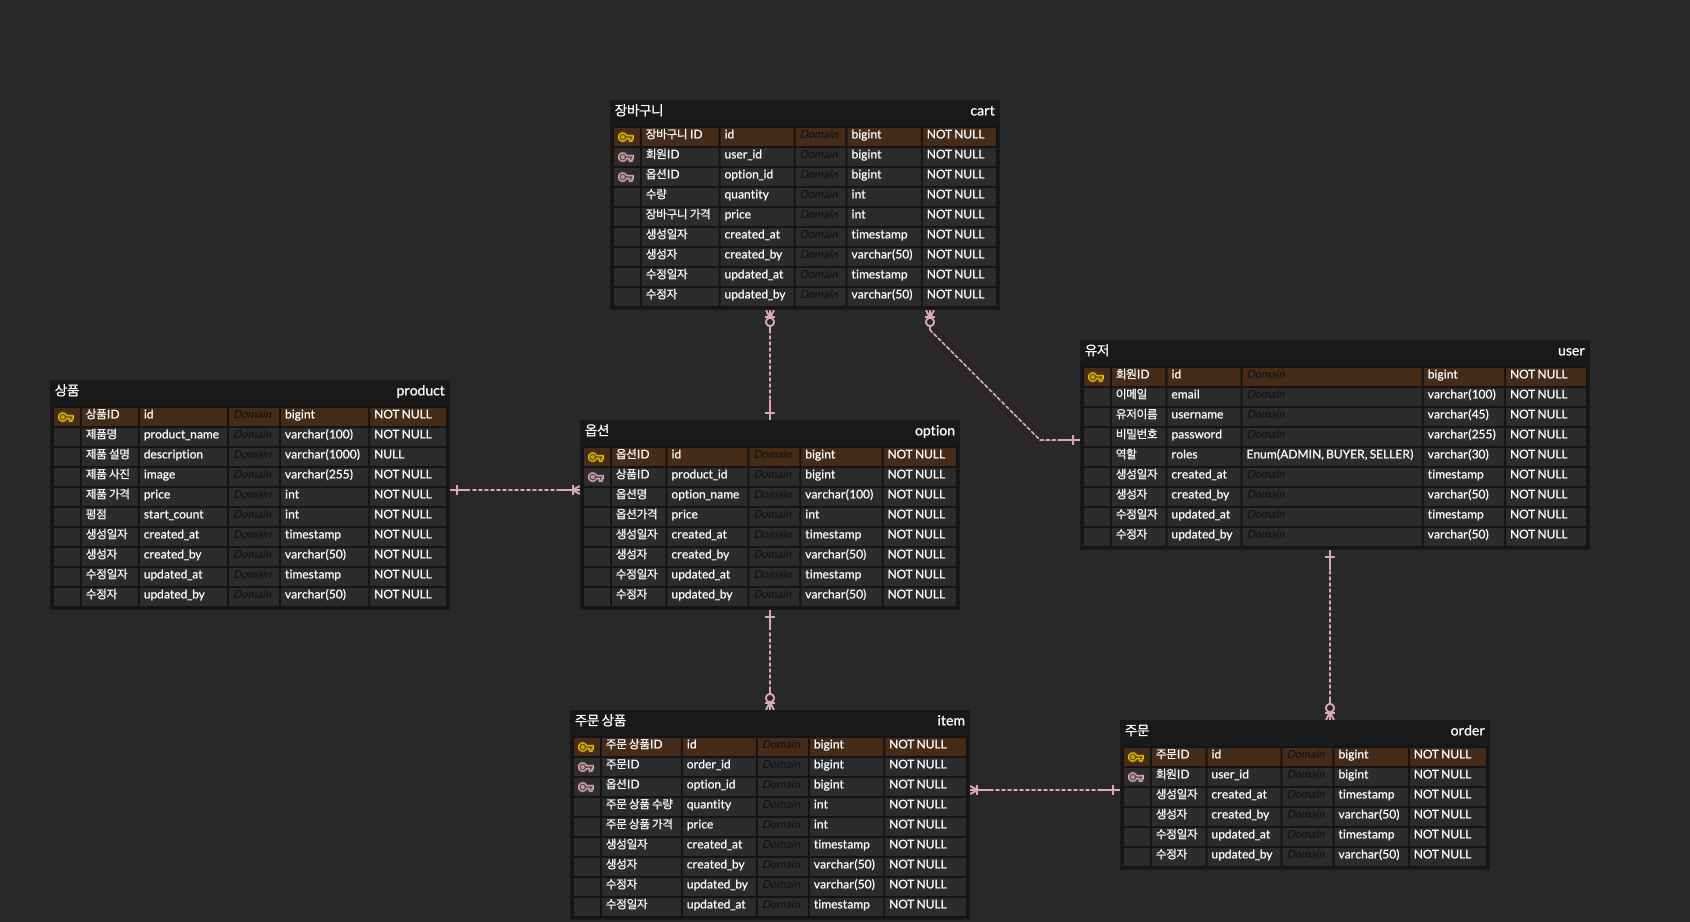 장바구니 cart
장바구니 ID id Domain bigint NOT NULL
회원ID user_id Domain bigint NOT NULL
옵션ID option_id Domain bigint NOT NULL
수량 quantity Domain int NOT NULL
장바구니 가격 price Domain int NOT NULL
생성일자 created_at Domain timestamp NOT NULL
생성자 created_by Domain varchar(50) NOT NULL
수정일자 updated_at Domain timestamp NOT NULL
수정자 updated_by Domain varchar(50) NOT NULL
유저 user
회원ID id Domain bigint NOT NULL
이메일 email Domain varchar(100) NOT NULL
유저이름 username Domain varchar(45) NOT NULL
비밀번호 password Domain varchar(255) NOT NULL
역할 roles Enum(ADMIN, BUYER, SELLER) varchar(30) NOT NULL
생성일자 created_at Domain timestamp NOT NULL
생성자 created_by Domain varchar(50) NOT NULL
수정일자 updated_at Domain timestamp NOT NULL
수정자 updated_by Domain varchar(50) NOT NULL
상품 product
상품ID id Domain bigint NOT NULL
제품명 product_name Domain varchar(100) NOT NULL
제품 설명 description Domain varchar(1000) NULL
제품 사진 image Domain varchar(255) NOT NULL
제품 가격 price Domain int NOT NULL
평점 start_count Domain int NOT NULL
생성일자 created_at Domain timestamp NOT NULL
생성자 created_by Domain varchar(50) NOT NULL
수정일자 updated_at Domain timestamp NOT NULL
수정자 updated_by Domain varchar(50) NOT NULL
옵션 option
옵션ID id Domain bigint NOT NULL
상품ID product_id Domain bigint NOT NULL
옵션명 option_name Domain varchar(100) NOT NULL
옵션가격 price Domain int NOT NULL
생성일자 created_at Domain timestamp NOT NULL
생성자 created_by Domain varchar(50) NOT NULL
수정일자 updated_at Domain timestamp NOT NULL
수정자 updated_by Domain varchar(50) NOT NULL
주문 상품 item
주문 상품ID id Domain bigint NOT NULL
주문ID order_id Domain bigint NOT NULL
옵션ID option_id Domain bigint NOT NULL
주문 상품 수량 quantity Domain int NOT NULL
주문 상품 가격 price Domain int NOT NULL
생성일자 created_at Domain timestamp NOT NULL
생성자 created_by Domain varchar(50) NOT NULL
수정자 updated_by Domain varchar(50) NOT NULL
수정일자 updated_at Domain timestamp NOT NULL
주문 order
주문ID id Domain bigint NOT NULL
회원ID user_id Domain bigint NOT NULL
생성일자 created_at Domain timestamp NOT NULL
생성자 created_by Domain varchar(50) NOT NULL
수정일자 updated_at Domain timestamp NOT NULL
수정자 updated_by Domain varchar(50) NOT NULL